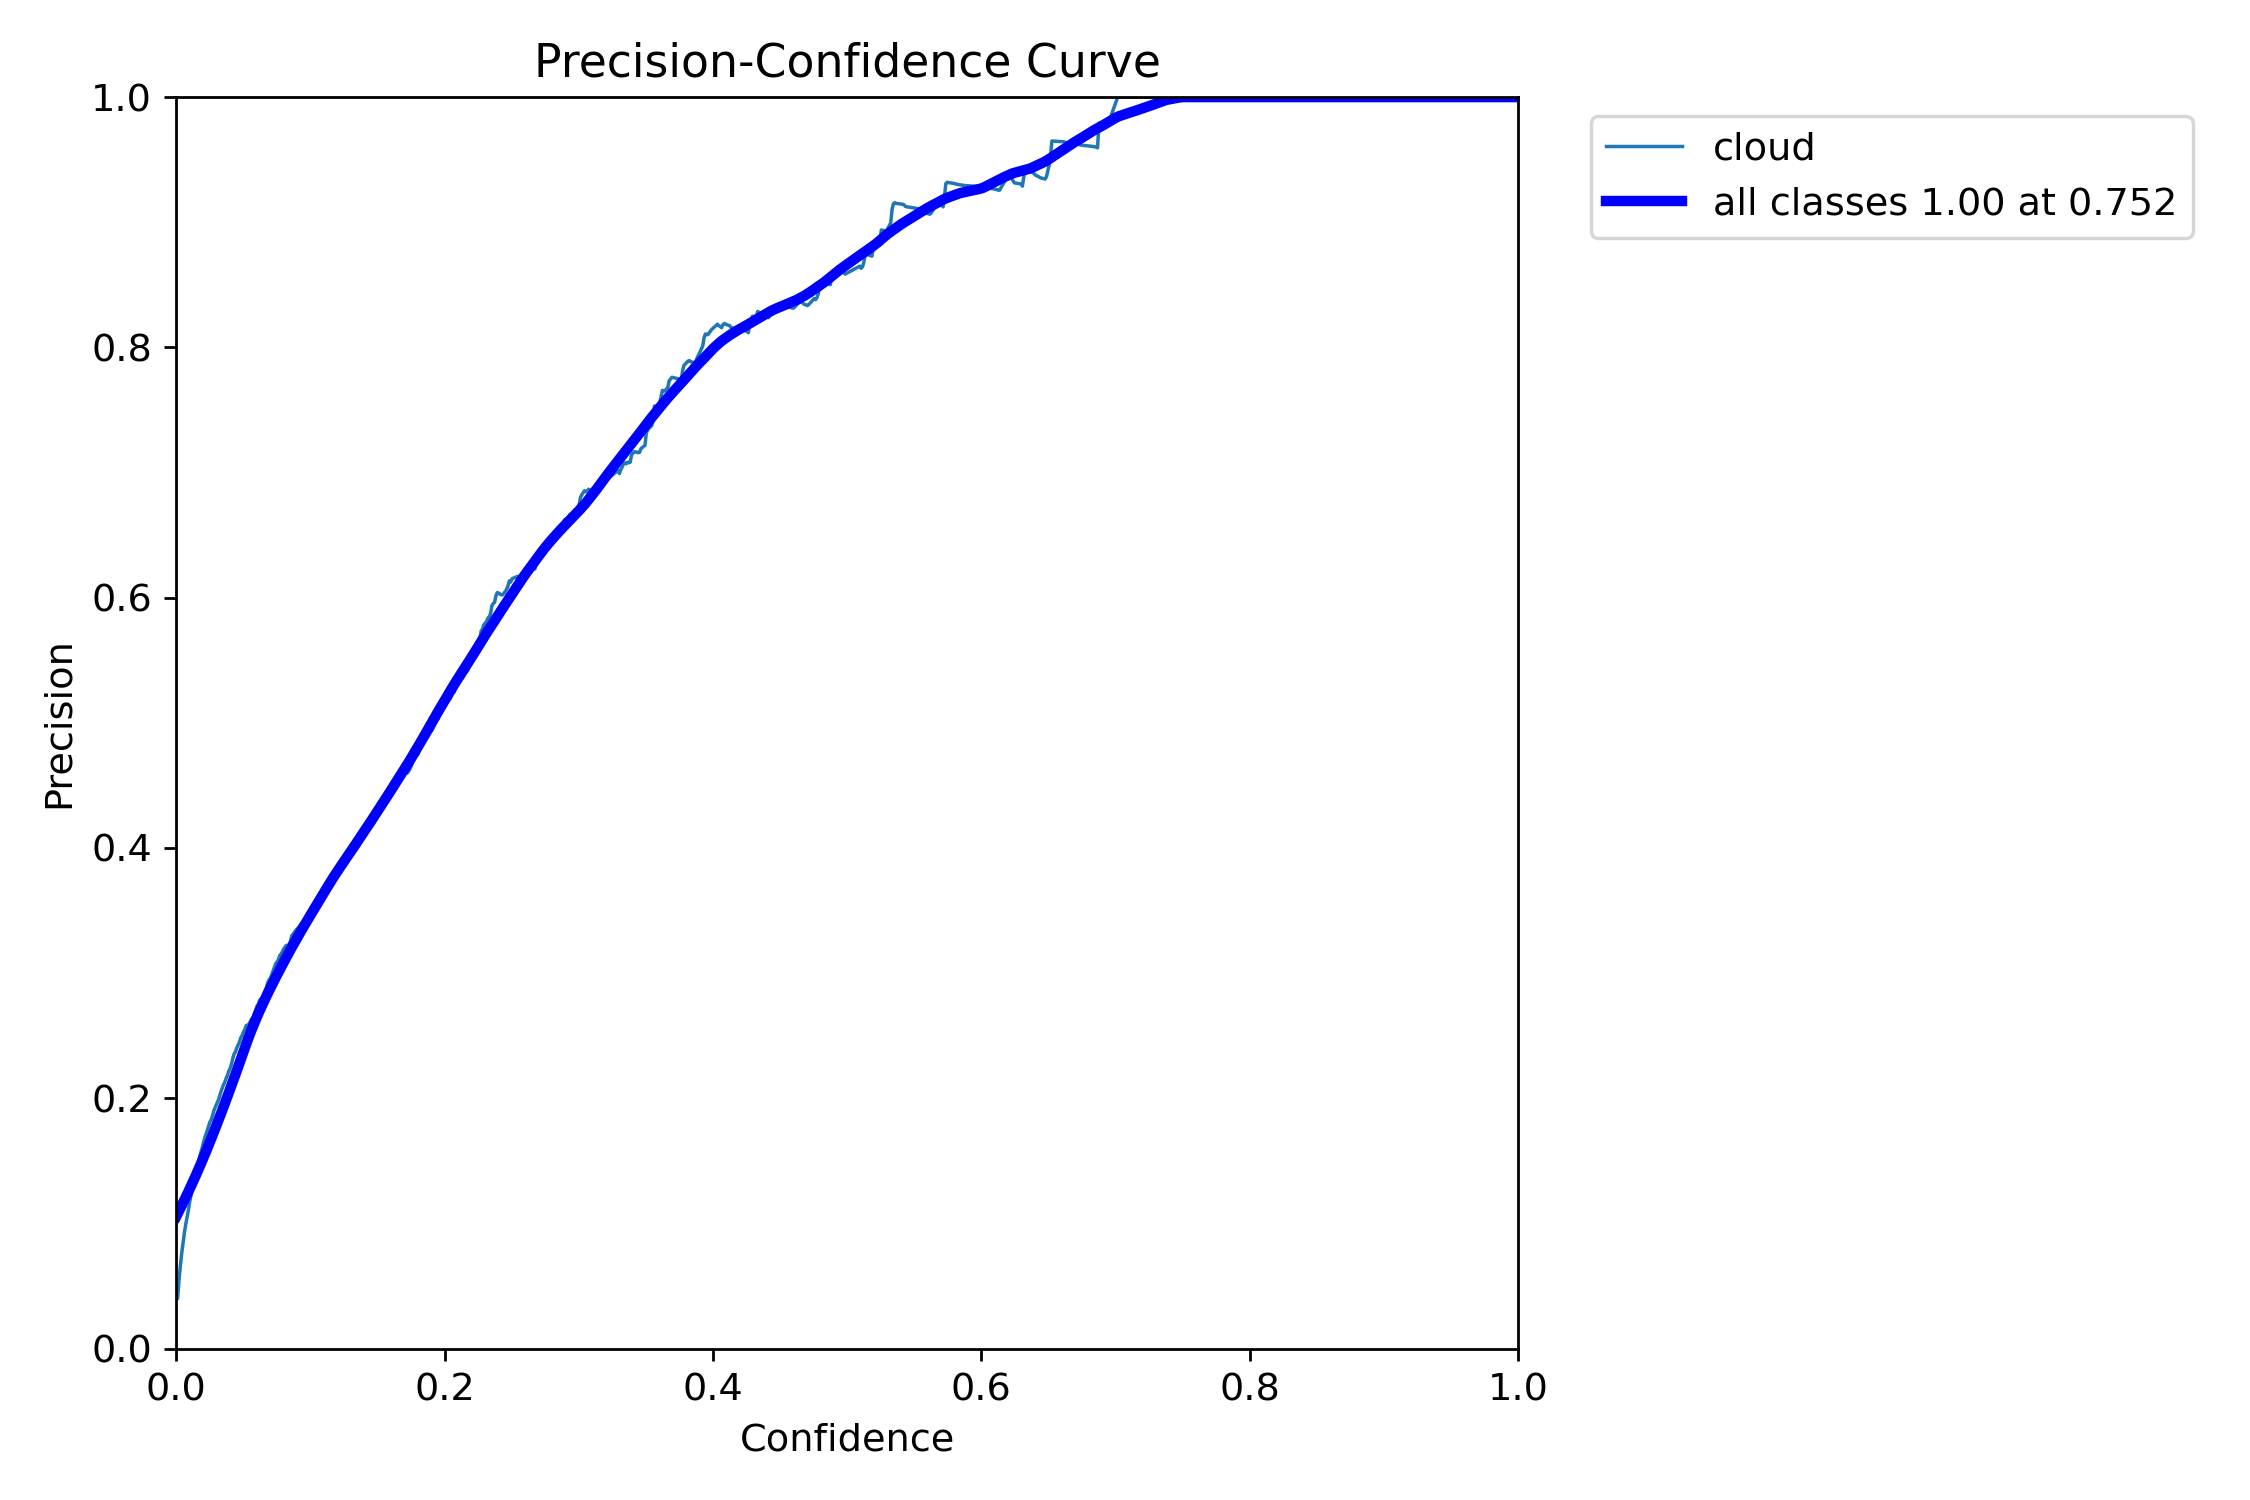 Precision-Confidence Curve
1.0
0.8
0.6
0.4
0.2
0.0
Precision
0.0 0.2 0.4 0.6 0.8 1.0
Confidence
cloud
all classes 1.00 at 0.752